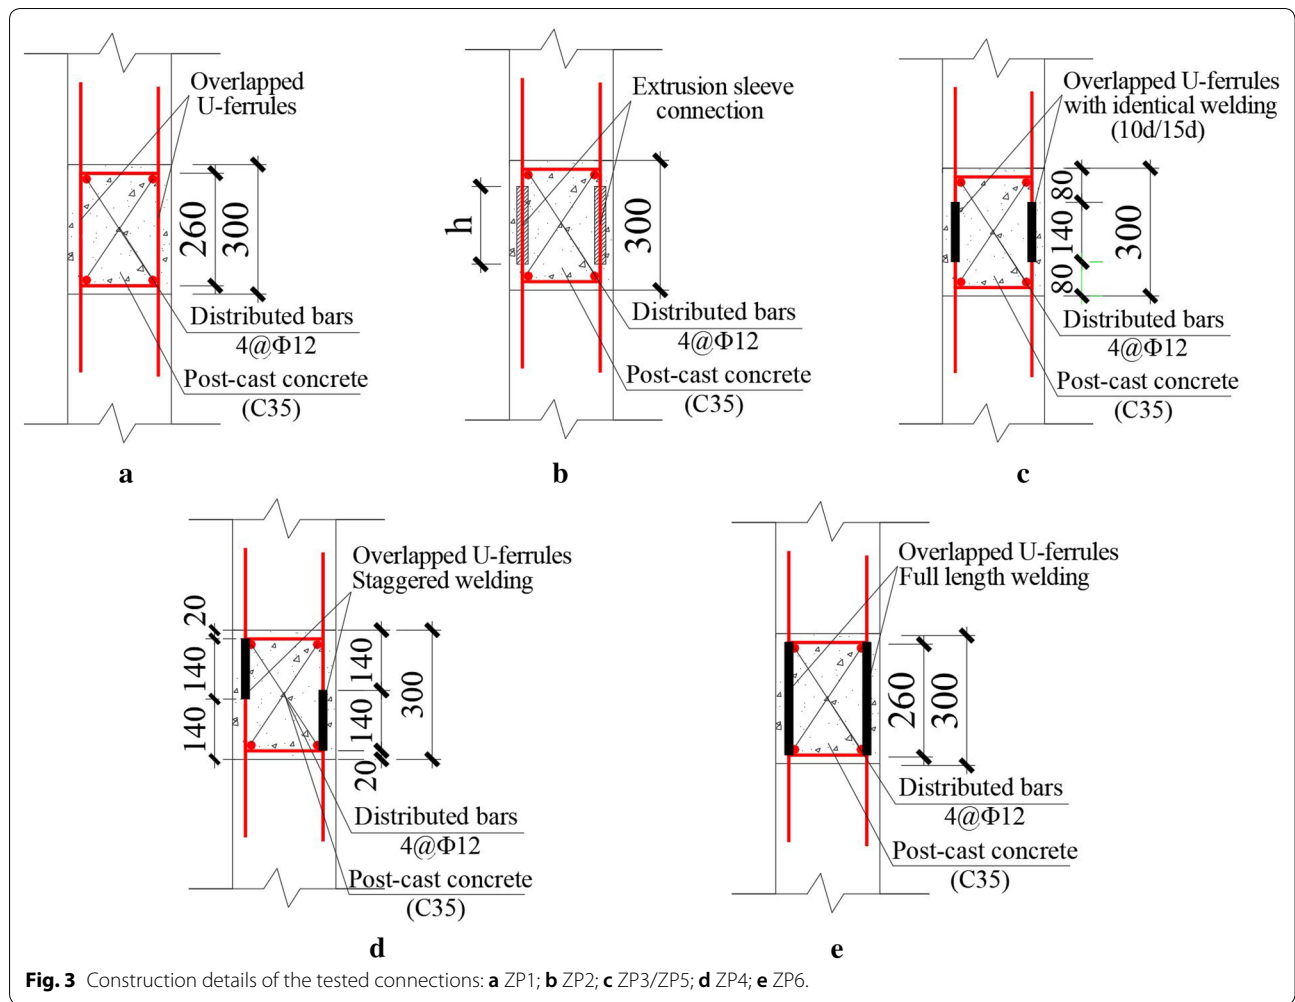 Overlapped
U-ferrules
260
300
Distributed bars
4@Φ12
Post-cast concrete
(C35)
a
Extrusion sleeve
connection
h
300
Distributed bars
4@Φ12
Post-cast concrete
(C35)
b
Overlapped U-ferrules
with identical welding
(10d/15d)
80
140
80
300
Distributed bars
4@Φ12
Post-cast concrete
(C35)
c
Overlapped U-ferrules
Staggered welding
20
140
140
140
140
20
300
Distributed bars
4@Φ12
Post-cast concrete
(C35)
d
Overlapped U-ferrules
Full length welding
260
300
Distributed bars
4@Φ12
Post-cast concrete
(C35)
e
Fig. 3 Construction details of the tested connections: a ZP1; b ZP2; c ZP3/ZP5; d ZP4; e ZP6.